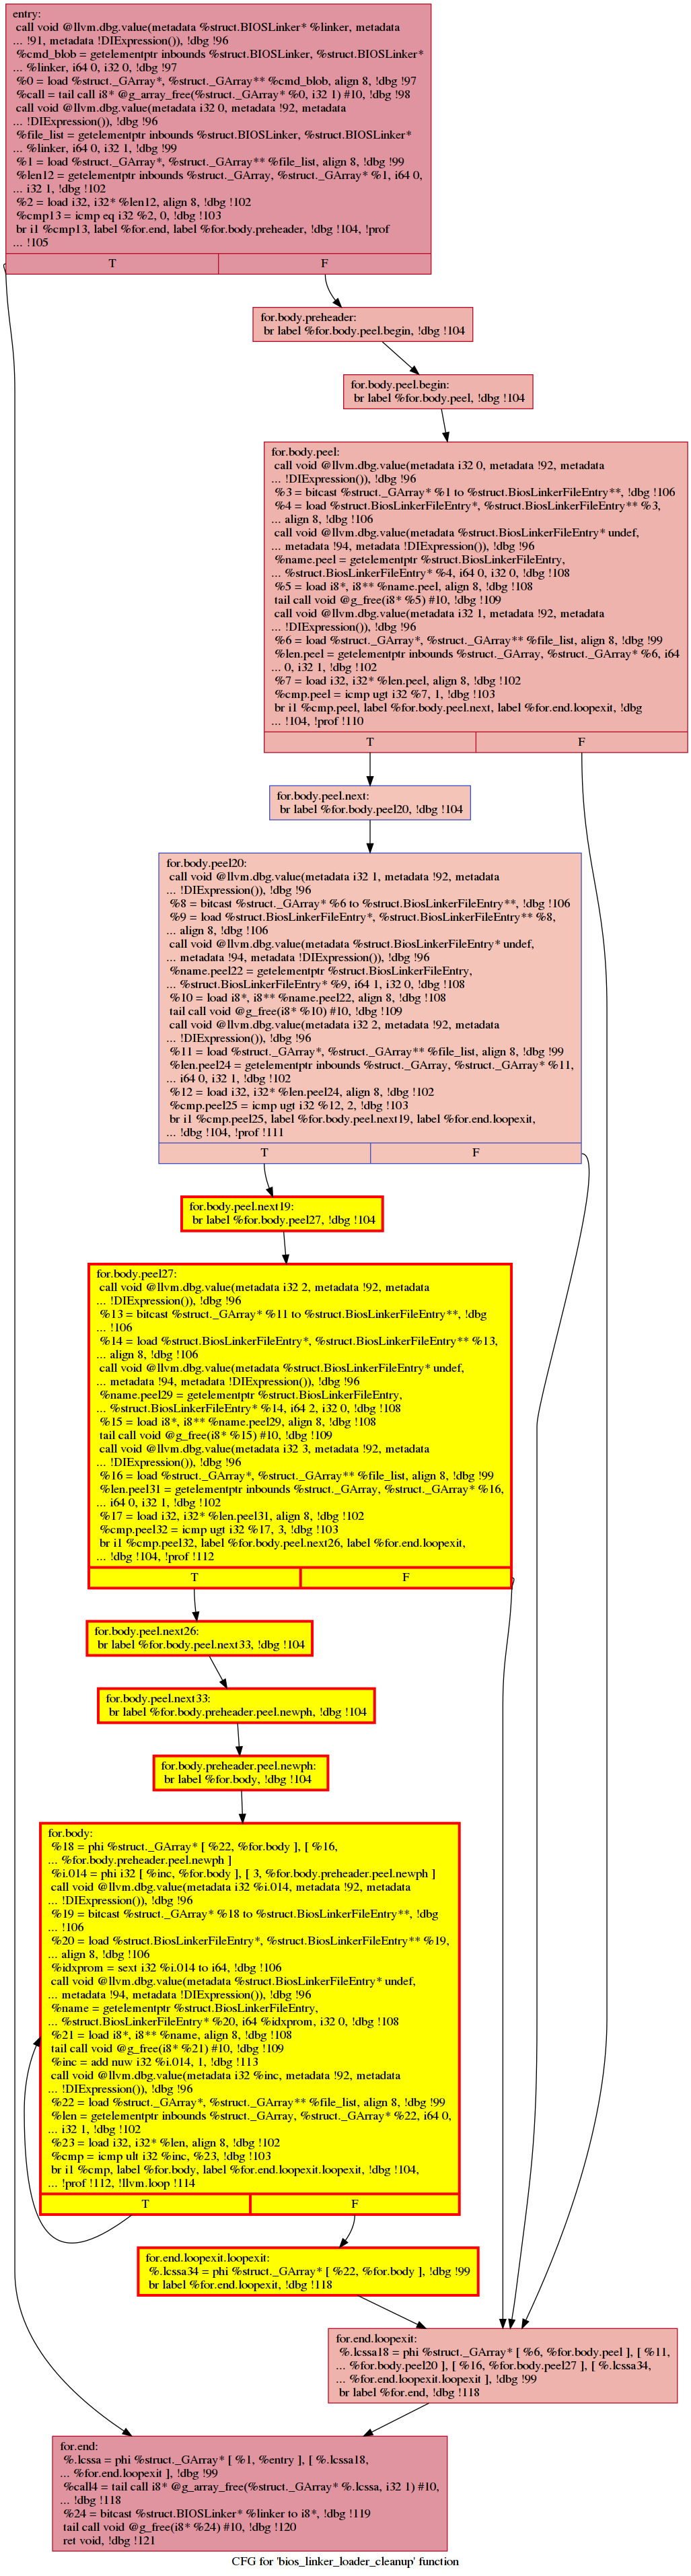 entry:
call void @llvm.dbg.value(metadata %struct.BIOSLinker* %linker, metadata
... !91, metadata !DIExpression()), !dbg !96
%cmd_blob = getelementptr inbounds %struct.BIOSLinker, %struct.BIOSLinker*
... %linker, i64 0, i32 0, !dbg !97
%0 = load %struct._GArray*, %struct._GArray** %cmd_blob, align 8, !dbg !97
%call = tail call i8* @g_array_free(%struct._GArray* %0, i32 1) #10, !dbg !98
call void @llvm.dbg.value(metadata i32 0, metadata !92, metadata
... !DIExpression()), !dbg !96
%file_list = getelementptr inbounds %struct.BIOSLinker, %struct.BIOSLinker*
... %linker, i64 0, i32 1, !dbg !99
%1 = load %struct._GArray*, %struct._GArray** %file_list, align 8, !dbg !99
%len12 = getelementptr inbounds %struct._GArray, %struct._GArray* %1, i64 0,
... i32 1, !dbg !102
%2 = load i32, i32* %len12, align 8, !dbg !102
%cmp13 = icmp eq i32 %2, 0, !dbg !103
br i1 %cmp13, label %for.end, label %for.body.preheader, !dbg !104, !prof
... !105
T F
for.body.preheader:
br label %for.body.peel.begin, !dbg !104
for.body.peel.begin:
br label %for.body.peel, !dbg !104
for.body.peel:
call void @llvm.dbg.value(metadata i32 0, metadata !92, metadata
... !DIExpression()), !dbg !96
%3 = bitcast %struct._GArray* %1 to %struct.BiosLinkerFileEntry**, !dbg !106
%4 = load %struct.BiosLinkerFileEntry*, %struct.BiosLinkerFileEntry** %3,
... align 8, !dbg !106
call void @llvm.dbg.value(metadata %struct.BiosLinkerFileEntry* undef,
... metadata !94, metadata !DIExpression()), !dbg !96
%name.peel = getelementptr %struct.BiosLinkerFileEntry,
... %struct.BiosLinkerFileEntry* %4, i64 0, i32 0, !dbg !108
%5 = load i8*, i8** %name.peel, align 8, !dbg !108
tail call void @g_free(i8* %5) #10, !dbg !109
call void @llvm.dbg.value(metadata i32 1, metadata !92, metadata
... !DIExpression()), !dbg !96
%6 = load %struct._GArray*, %struct._GArray** %file_list, align 8, !dbg !99
%len.peel = getelementptr inbounds %struct._GArray, %struct._GArray* %6, i64
... 0, i32 1, !dbg !102
%7 = load i32, i32* %len.peel, align 8, !dbg !102
%cmp.peel = icmp ugt i32 %7, 1, !dbg !103
br i1 %cmp.peel, label %for.body.peel.next, label %for.end.loopexit, !dbg
... !104, !prof !110
T F
for.body.peel.next:
br label %for.body.peel20, !dbg !104
for.body.peel20:
call void @llvm.dbg.value(metadata i32 1, metadata !92, metadata
... !DIExpression()), !dbg !96
%8 = bitcast %struct._GArray* %6 to %struct.BiosLinkerFileEntry**, !dbg !106
%9 = load %struct.BiosLinkerFileEntry*, %struct.BiosLinkerFileEntry** %8,
... align 8, !dbg !106
call void @llvm.dbg.value(metadata %struct.BiosLinkerFileEntry* undef,
... metadata !94, metadata !DIExpression()), !dbg !96
%name.peel22 = getelementptr %struct.BiosLinkerFileEntry,
... %struct.BiosLinkerFileEntry* %9, i64 1, i32 0, !dbg !108
%10 = load i8*, i8** %name.peel22, align 8, !dbg !108
tail call void @g_free(i8* %10) #10, !dbg !109
call void @llvm.dbg.value(metadata i32 2, metadata !92, metadata
... !DIExpression()), !dbg !96
%11 = load %struct._GArray*, %struct._GArray** %file_list, align 8, !dbg !99
%len.peel24 = getelementptr inbounds %struct._GArray, %struct._GArray* %11,
... i64 0, i32 1, !dbg !102
%12 = load i32, i32* %len.peel24, align 8, !dbg !102
%cmp.peel25 = icmp ugt i32 %12, 2, !dbg !103
br i1 %cmp.peel25, label %for.body.peel.next19, label %for.end.loopexit,
... !dbg !104, !prof !111
T F
for.body.peel.next19:
br label %for.body.peel27, !dbg !104
for.body.peel27:
call void @llvm.dbg.value(metadata i32 2, metadata !92, metadata
... !DIExpression()), !dbg !96
%13 = bitcast %struct._GArray* %11 to %struct.BiosLinkerFileEntry**, !dbg
... !106
%14 = load %struct.BiosLinkerFileEntry*, %struct.BiosLinkerFileEntry** %13,
... align 8, !dbg !106
call void @llvm.dbg.value(metadata %struct.BiosLinkerFileEntry* undef,
... metadata !94, metadata !DIExpression()), !dbg !96
%name.peel29 = getelementptr %struct.BiosLinkerFileEntry,
... %struct.BiosLinkerFileEntry* %14, i64 2, i32 0, !dbg !108
%15 = load i8*, i8** %name.peel29, align 8, !dbg !108
tail call void @g_free(i8* %15) #10, !dbg !109
call void @llvm.dbg.value(metadata i32 3, metadata !92, metadata
... !DIExpression()), !dbg !96
%16 = load %struct._GArray*, %struct._GArray** %file_list, align 8, !dbg !99
%len.peel31 = getelementptr inbounds %struct._GArray, %struct._GArray* %16,
... i64 0, i32 1, !dbg !102
%17 = load i32, i32* %len.peel31, align 8, !dbg !102
%cmp.peel32 = icmp ugt i32 %17, 3, !dbg !103
br i1 %cmp.peel32, label %for.body.peel.next26, label %for.end.loopexit,
... !dbg !104, !prof !112
T F
for.body.peel.next26:
br label %for.body.peel.next33, !dbg !104
for.body.peel.next33:
br label %for.body.preheader.peel.newph, !dbg !104
for.body.preheader.peel.newph:
br label %for.body, !dbg !104
for.body:
%18 = phi %struct._GArray* [ %22, %for.body ], [ %16,
... %for.body.preheader.peel.newph ]
%i.014 = phi i32 [ %inc, %for.body ], [ 3, %for.body.preheader.peel.newph ]
call void @llvm.dbg.value(metadata i32 %i.014, metadata !92, metadata
... !DIExpression()), !dbg !96
%19 = bitcast %struct._GArray* %18 to %struct.BiosLinkerFileEntry**, !dbg
... !106
%20 = load %struct.BiosLinkerFileEntry*, %struct.BiosLinkerFileEntry** %19,
... align 8, !dbg !106
%idxprom = sext i32 %i.014 to i64, !dbg !106
call void @llvm.dbg.value(metadata %struct.BiosLinkerFileEntry* undef,
... metadata !94, metadata !DIExpression()), !dbg !96
%name = getelementptr %struct.BiosLinkerFileEntry,
... %struct.BiosLinkerFileEntry* %20, i64 %idxprom, i32 0, !dbg !108
%21 = load i8*, i8** %name, align 8, !dbg !108
tail call void @g_free(i8* %21) #10, !dbg !109
%inc = add nuw i32 %i.014, 1, !dbg !113
call void @llvm.dbg.value(metadata i32 %inc, metadata !92, metadata
... !DIExpression()), !dbg !96
%22 = load %struct._GArray*, %struct._GArray** %file_list, align 8, !dbg !99
%len = getelementptr inbounds %struct._GArray, %struct._GArray* %22, i64 0,
... i32 1, !dbg !102
%23 = load i32, i32* %len, align 8, !dbg !102
%cmp = icmp ult i32 %inc, %23, !dbg !103
br i1 %cmp, label %for.body, label %for.end.loopexit.loopexit, !dbg !104,
... !prof !112, !llvm.loop !114
T F
for.end.loopexit.loopexit:
%.lcssa34 = phi %struct._GArray* [ %22, %for.body ], !dbg !99
br label %for.end.loopexit, !dbg !118
for.end.loopexit:
%.lcssa18 = phi %struct._GArray* [ %6, %for.body.peel ], [ %11,
... %for.body.peel20 ], [ %16, %for.body.peel27 ], [ %.lcssa34,
... %for.end.loopexit.loopexit ], !dbg !99
br label %for.end, !dbg !118
for.end:
%.lcssa = phi %struct._GArray* [ %1, %entry ], [ %.lcssa18,
... %for.end.loopexit ], !dbg !99
%call4 = tail call i8* @g_array_free(%struct._GArray* %.lcssa, i32 1) #10,
... !dbg !118
%24 = bitcast %struct.BIOSLinker* %linker to i8*, !dbg !119
tail call void @g_free(i8* %24) #10, !dbg !120
ret void, !dbg !121
CFG for 'bios_linker_loader_cleanup' function